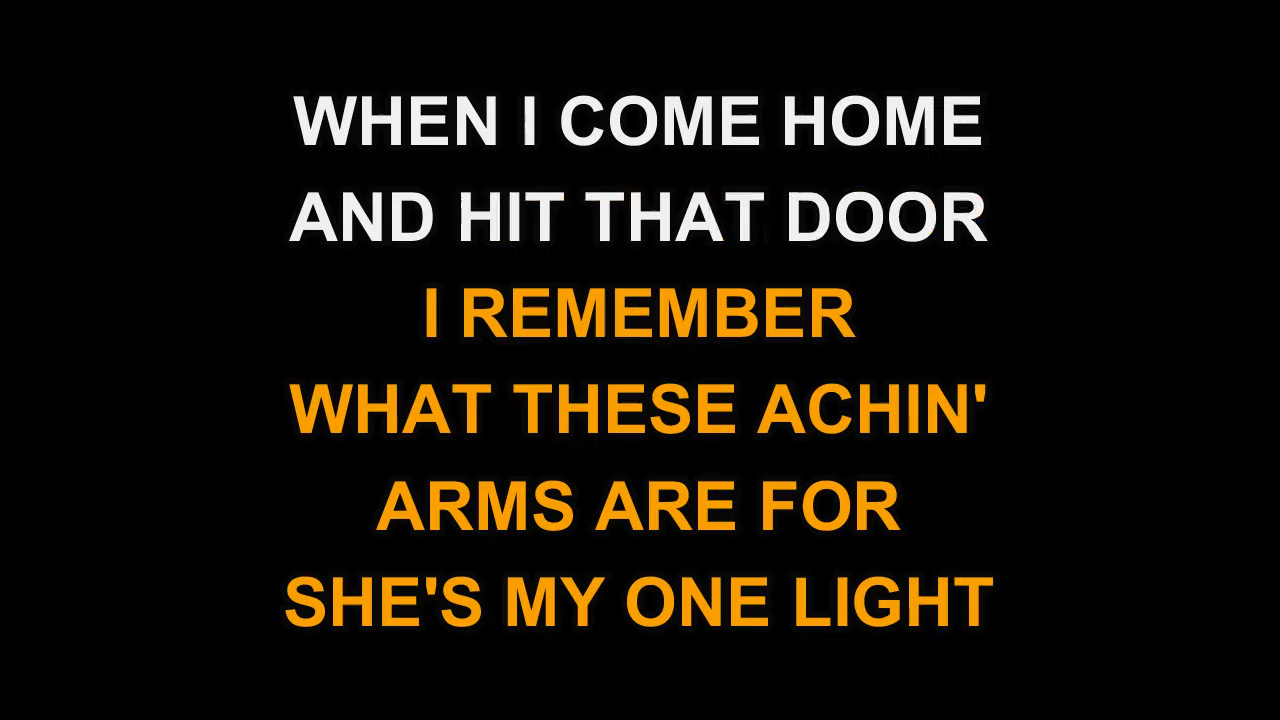 WHEN I COME HOME
AND HIT THAT DOOR
I REMEMBER
WHAT THESE ACHIN'
ARMS ARE FOR
SHE'S MY ONE LIGHT